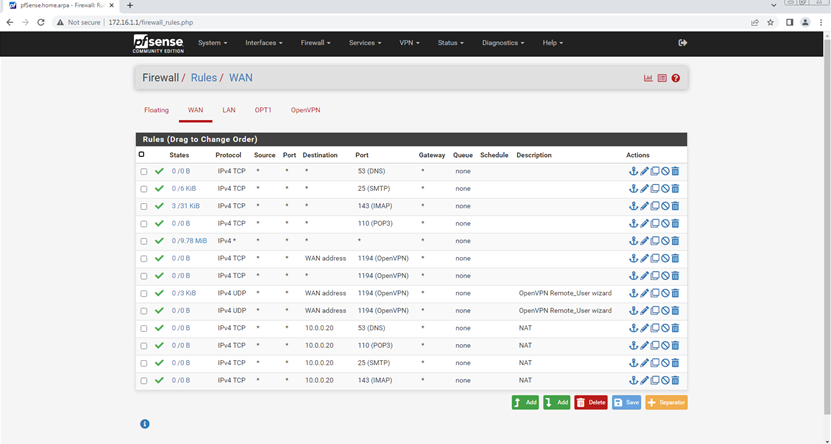 pfSense.home.arpa - Firewall: Ru
Not secure | 172.16.1.1/firewall_rules.php
pfsense COMMUNITY EDITION System Interfaces Firewall Services VPN Status Diagnostics Help
Firewall / Rules / WAN
Floating WAN LAN OPT1 OpenVPN
Rules (Drag to Change Order)
States Protocol Source Port Destination Port Gateway Queue Schedule Description Actions
0 /0 B IPv4 TCP * * * 53 (DNS) * none
0 /6 KiB IPv4 TCP * * * 25 (SMTP) * none
3 /31 KiB IPv4 TCP * * * 143 (IMAP) * none
0 /0 B IPv4 TCP * * * 110 (POP3) * none
0 /9.78 MiB IPv4 * * * * * * none
0 /0 B IPv4 TCP * * WAN address 1194 (OpenVPN) * none
0 /0 B IPv4 TCP * * * 1194 (OpenVPN) * none
0 /3 KiB IPv4 UDP * * WAN address 1194 (OpenVPN) * none OpenVPN Remote_User wizard
0 /0 B IPv4 UDP * * WAN address 1194 (OpenVPN) * none OpenVPN Remote_User wizard
0 /0 B IPv4 TCP * * 10.0.0.20 53 (DNS) * none NAT
0 /0 B IPv4 TCP * * 10.0.0.20 110 (POP3) * none NAT
0 /0 B IPv4 TCP * * 10.0.0.20 25 (SMTP) * none NAT
0 /0 B IPv4 TCP * * 10.0.0.20 143 (IMAP) * none NAT
Add Add Delete Save Separator